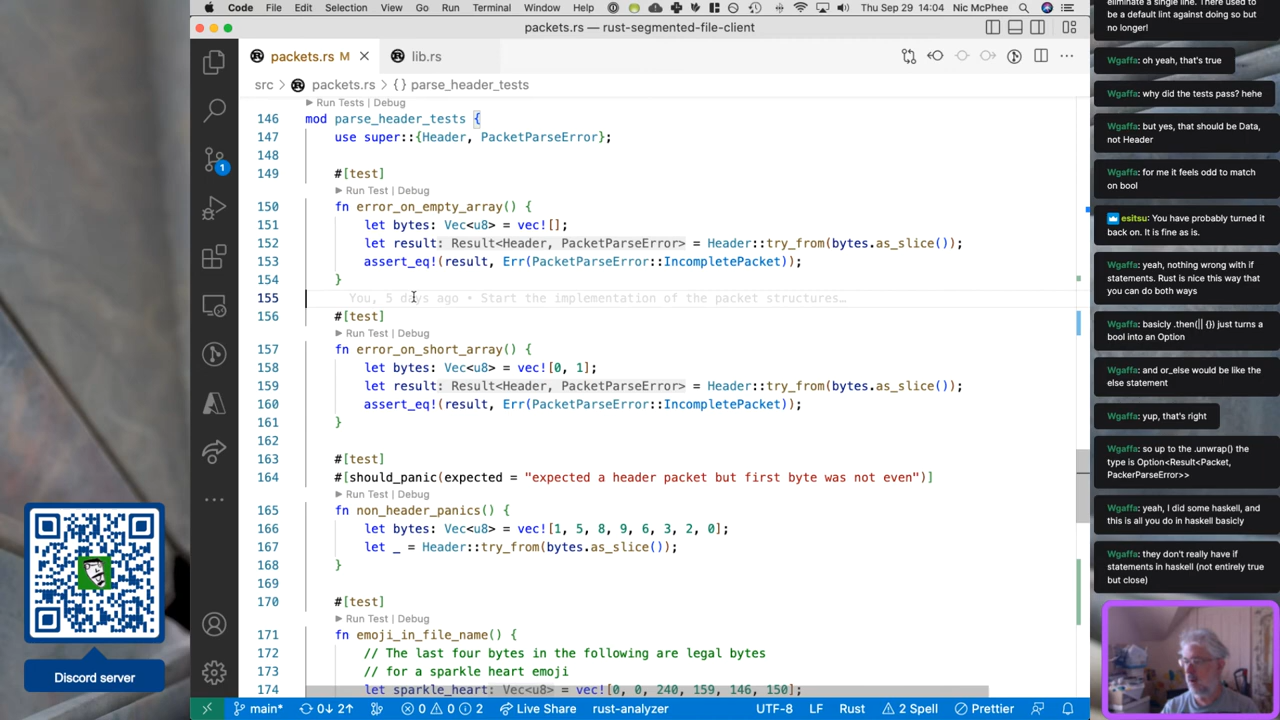 Code File Edit Selection View Go Run Terminal Window Help Thu Sep 29 14:04 Nic McPhee
packets.rs — rust-segmented-file-client
packets.rs M lib.rs
src > packets.rs > {} parse_header_tests
Run Tests | Debug
146 mod parse_header_tests {
147 use super::{Header, PacketParseError};
148
149 #[test]
Run Test | Debug
150 fn error_on_empty_array() {
151 let bytes: Vec<u8> = vec![];
152 let result: Result<Header, PacketParseError> = Header::try_from(bytes.as_slice());
153 assert_eq!(result, Err(PacketParseError::IncompletePacket));
154 }
155 You, 5 days ago • Start the implementation of the packet structures…
156 #[test]
Run Test | Debug
157 fn error_on_short_array() {
158 let bytes: Vec<u8> = vec![0, 1];
159 let result: Result<Header, PacketParseError> = Header::try_from(bytes.as_slice());
160 assert_eq!(result, Err(PacketParseError::IncompletePacket));
161 }
162
163 #[test]
164 #[should_panic(expected = "expected a header packet but first byte was not even")]
Run Test | Debug
165 fn non_header_panics() {
166 let bytes: Vec<u8> = vec![1, 5, 8, 9, 6, 3, 2, 0];
167 let _ = Header::try_from(bytes.as_slice());
168 }
169
170 #[test]
Run Test | Debug
171 fn emoji_in_file_name() {
172 // The last four bytes in the following are legal bytes
173 // for a sparkle heart emoji
174 let sparkle_heart: Vec<u8> = vec![0, 0, 240, 159, 146, 150];
1
main* 0↓ 2↑ 0 0 2 Live Share rust-analyzer UTF-8 LF Rust 2 Spell Prettier
Discord server
eliminate a single line. There used to
be a default lint against doing so but
no longer!
Wgaffa: oh yeah, that's true
Wgaffa: why did the tests pass? hehe
Wgaffa: but yes, that should be Data,
not Header
Wgaffa: for me it feels odd to match
on bool
esitsu: You have probably turned it
back on. It is fine as is.
Wgaffa: yeah, nothing wrong with if
statements. Rust is nice this way that
you can do both ways
Wgaffa: basicly .then(|| {}) just turns a
bool into an Option
Wgaffa: and or_else would be like the
else statement
Wgaffa: yup, that's right
Wgaffa: so up to the .unwrap() the
type is Option<Result<Packet,
PackerParseError>>
Wgaffa: yeah, I did some haskell, and
this is all you do in haskell basicly
Wgaffa: they don't really have if
statements in haskell (not entirely true
but close)